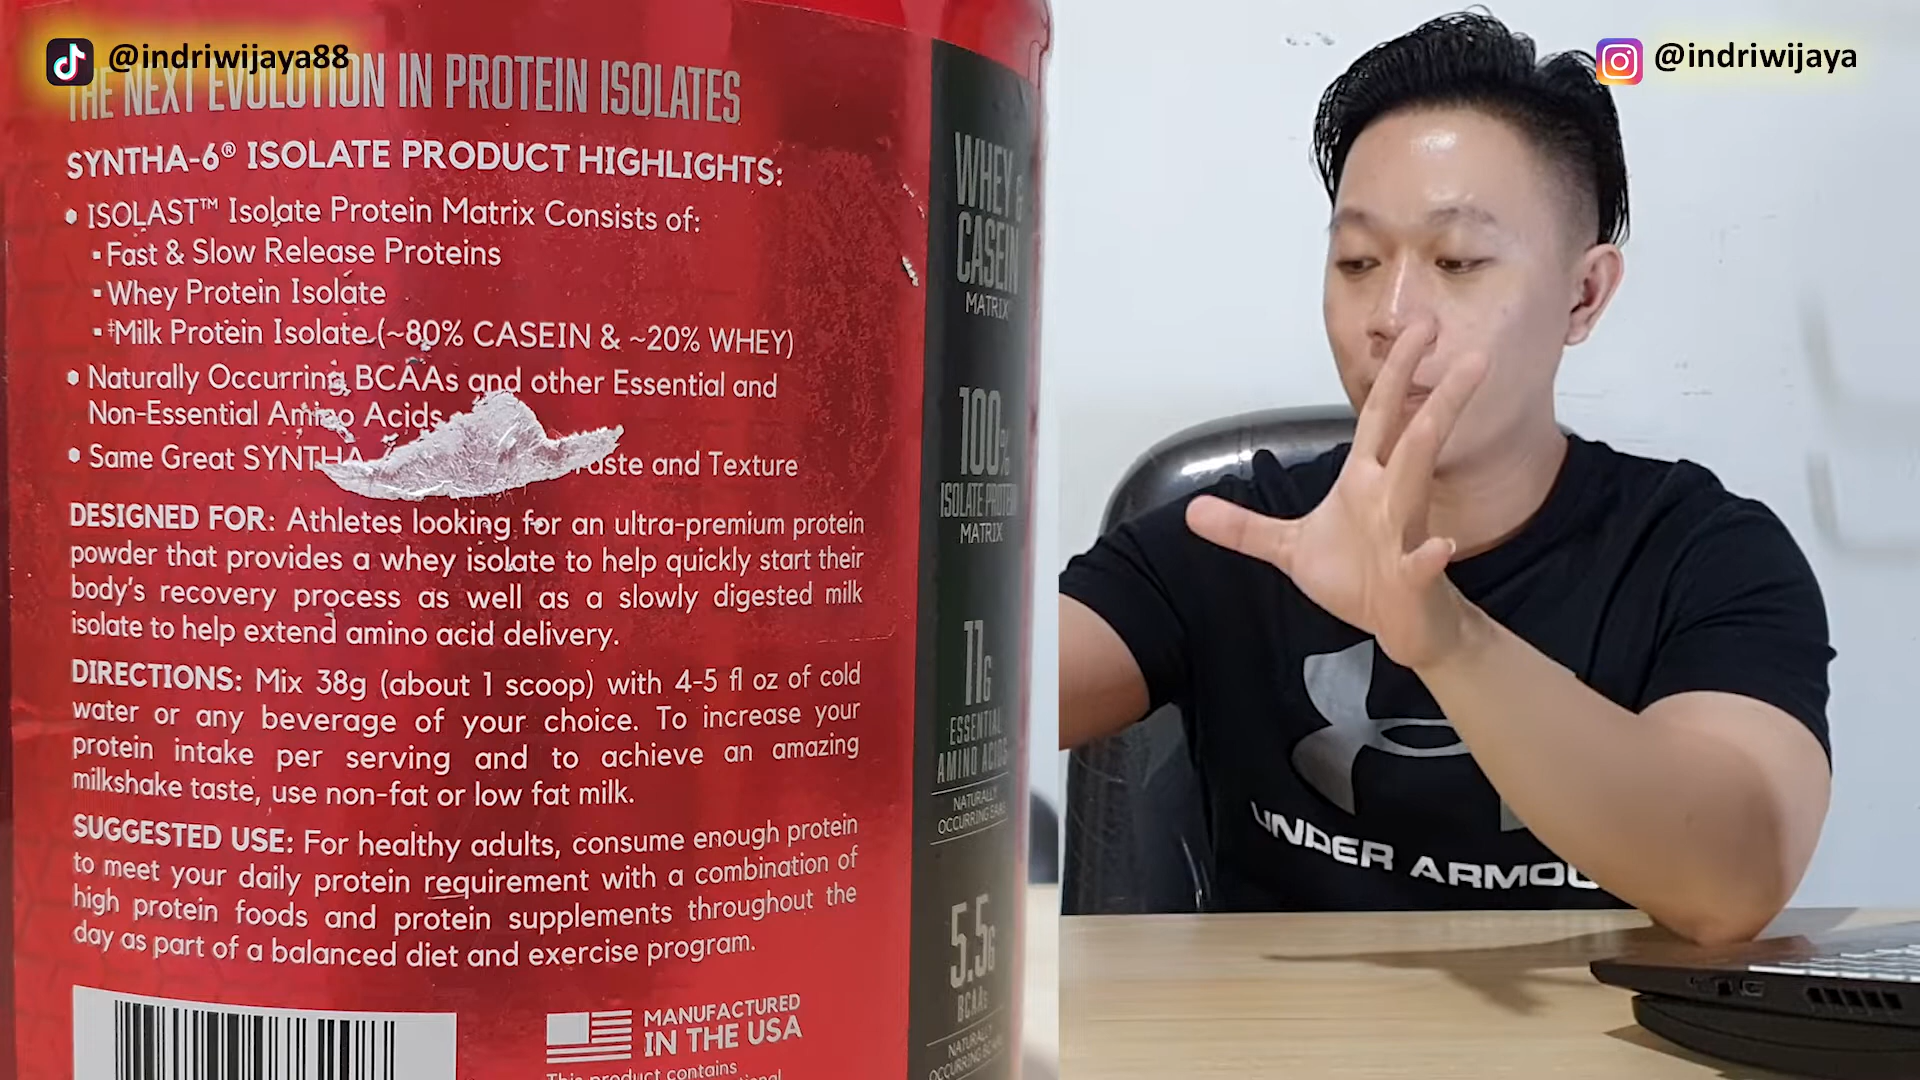 @indriwijaya88
@indriwijaya
THE NEXT EVOLUTION IN PROTEIN ISOLATES
SYNTHA-6® ISOLATE PRODUCT HIGHLIGHTS:
• ISOLAST™ Isolate Protein Matrix Consists of:
▪ Fast & Slow Release Proteins
▪ Whey Protein Isolate
▪ ‡Milk Protein Isolate (~80% CASEIN & ~20% WHEY)
• Naturally Occurring BCAAs and other Essential and
Non-Essential Amino Acids
• Same Great and Texture
DESIGNED FOR: Athletes looking for an ultra-premium protein
powder that provides a whey isolate to help quickly start their
body's recovery process as well as a slowly digested milk
isolate to help extend amino acid delivery.
DIRECTIONS: Mix 38g (about 1 scoop) with 4-5 fl oz of cold
water or any beverage of your choice. To increase your
protein intake per serving and to achieve an amazing
milkshake taste, use non-fat or low fat milk.
SUGGESTED USE: For healthy adults, consume enough protein
to meet your daily protein requirement with a combination of
high protein foods and protein supplements throughout the
day as part of a balanced diet and exercise program.
MANUFACTURED
IN THE USA
This product contains
WHEY &
CASEIN
MATRIX
100%
ISOLATE PROTEIN
MATRIX
11G
ESSENTIAL
AMINO ACIDS
NATURALLY
OCCURRING EAAs
5.5G
BCAAs
NATURALLY
OCCURRING BCAAs
UNDER ARMOU